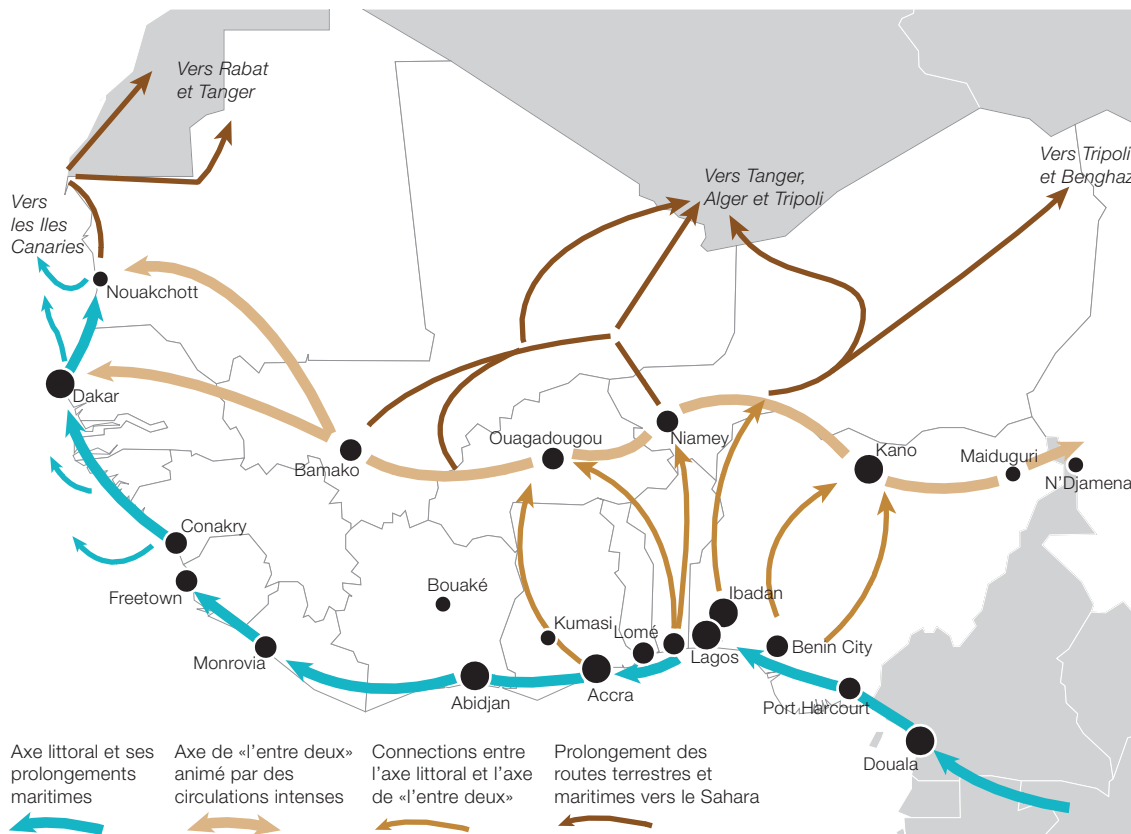 Vers Rabat
et Tanger
Vers Tanger,
Alger et Tripoli
Vers Tripoli
et Benghaz
Vers
les Iles
Canaries
Nouakchott
Dakar
Bamako
Ouagadougou
Niamey
Kano
Maiduguri
N’Djamena
Conakry
Freetown
Monrovia
Bouaké
Kumasi
Lomé
Ibadan
Lagos
Benin City
Abidjan
Accra
Port Harcourt
Douala
Axe littoral et ses
prolongements
maritimes
Axe de «l’entre deux»
animé par des
circulations intenses
Connections entre
l’axe littoral et l’axe
de «l’entre deux»
Prolongement des
routes terrestres et
maritimes vers le Sahara